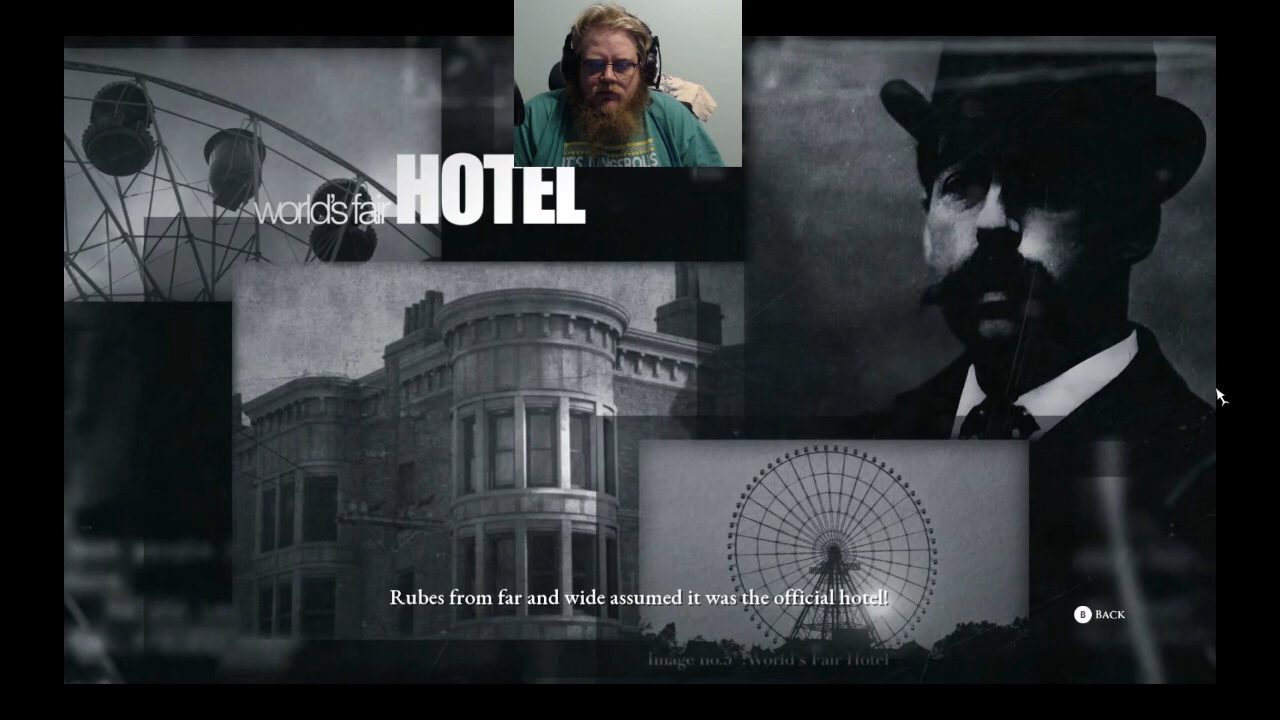 IT'S DANGEROUS
world's fair HOTEL
Rubes from far and wide assumed it was the official hotel!
B BACK
Image no.5 World's Fair Hotel